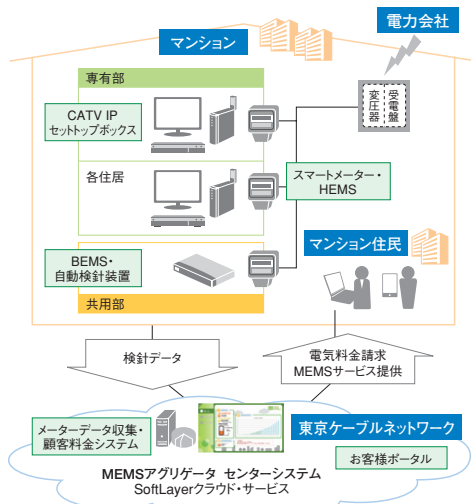 電力会社
マンション
専有部
CATV IP
セットトップボックス
変圧器
受電盤
各住居
スマートメーター・
HEMS
マンション住民
BEMS・
自動検針装置
共用部
検針データ
電気料金請求
MEMSサービス提供
メーターデータ収集・
顧客料金システム
東京ケーブルネットワーク
お客様ポータル
MEMSアグリゲータ センターシステム
SoftLayerクラウド・サービス